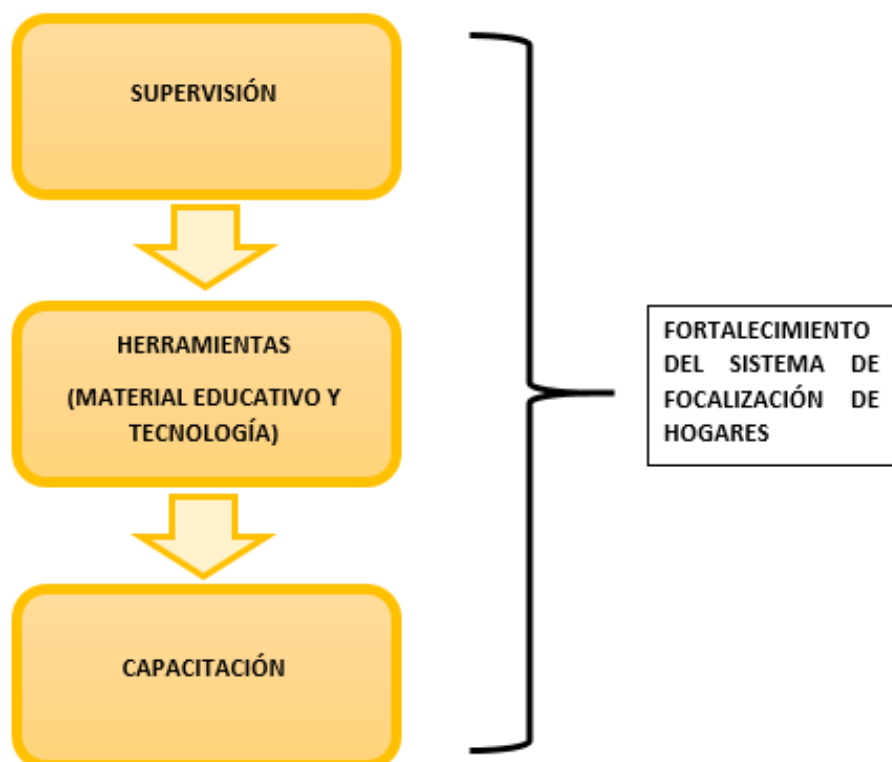 SUPERVISIÓN
HERRAMIENTAS
(MATERIAL EDUCATIVO Y
TECNOLOGÍA)
CAPACITACIÓN
FORTALECIMIENTO
DEL SISTEMA DE
FOCALIZACIÓN DE
HOGARES